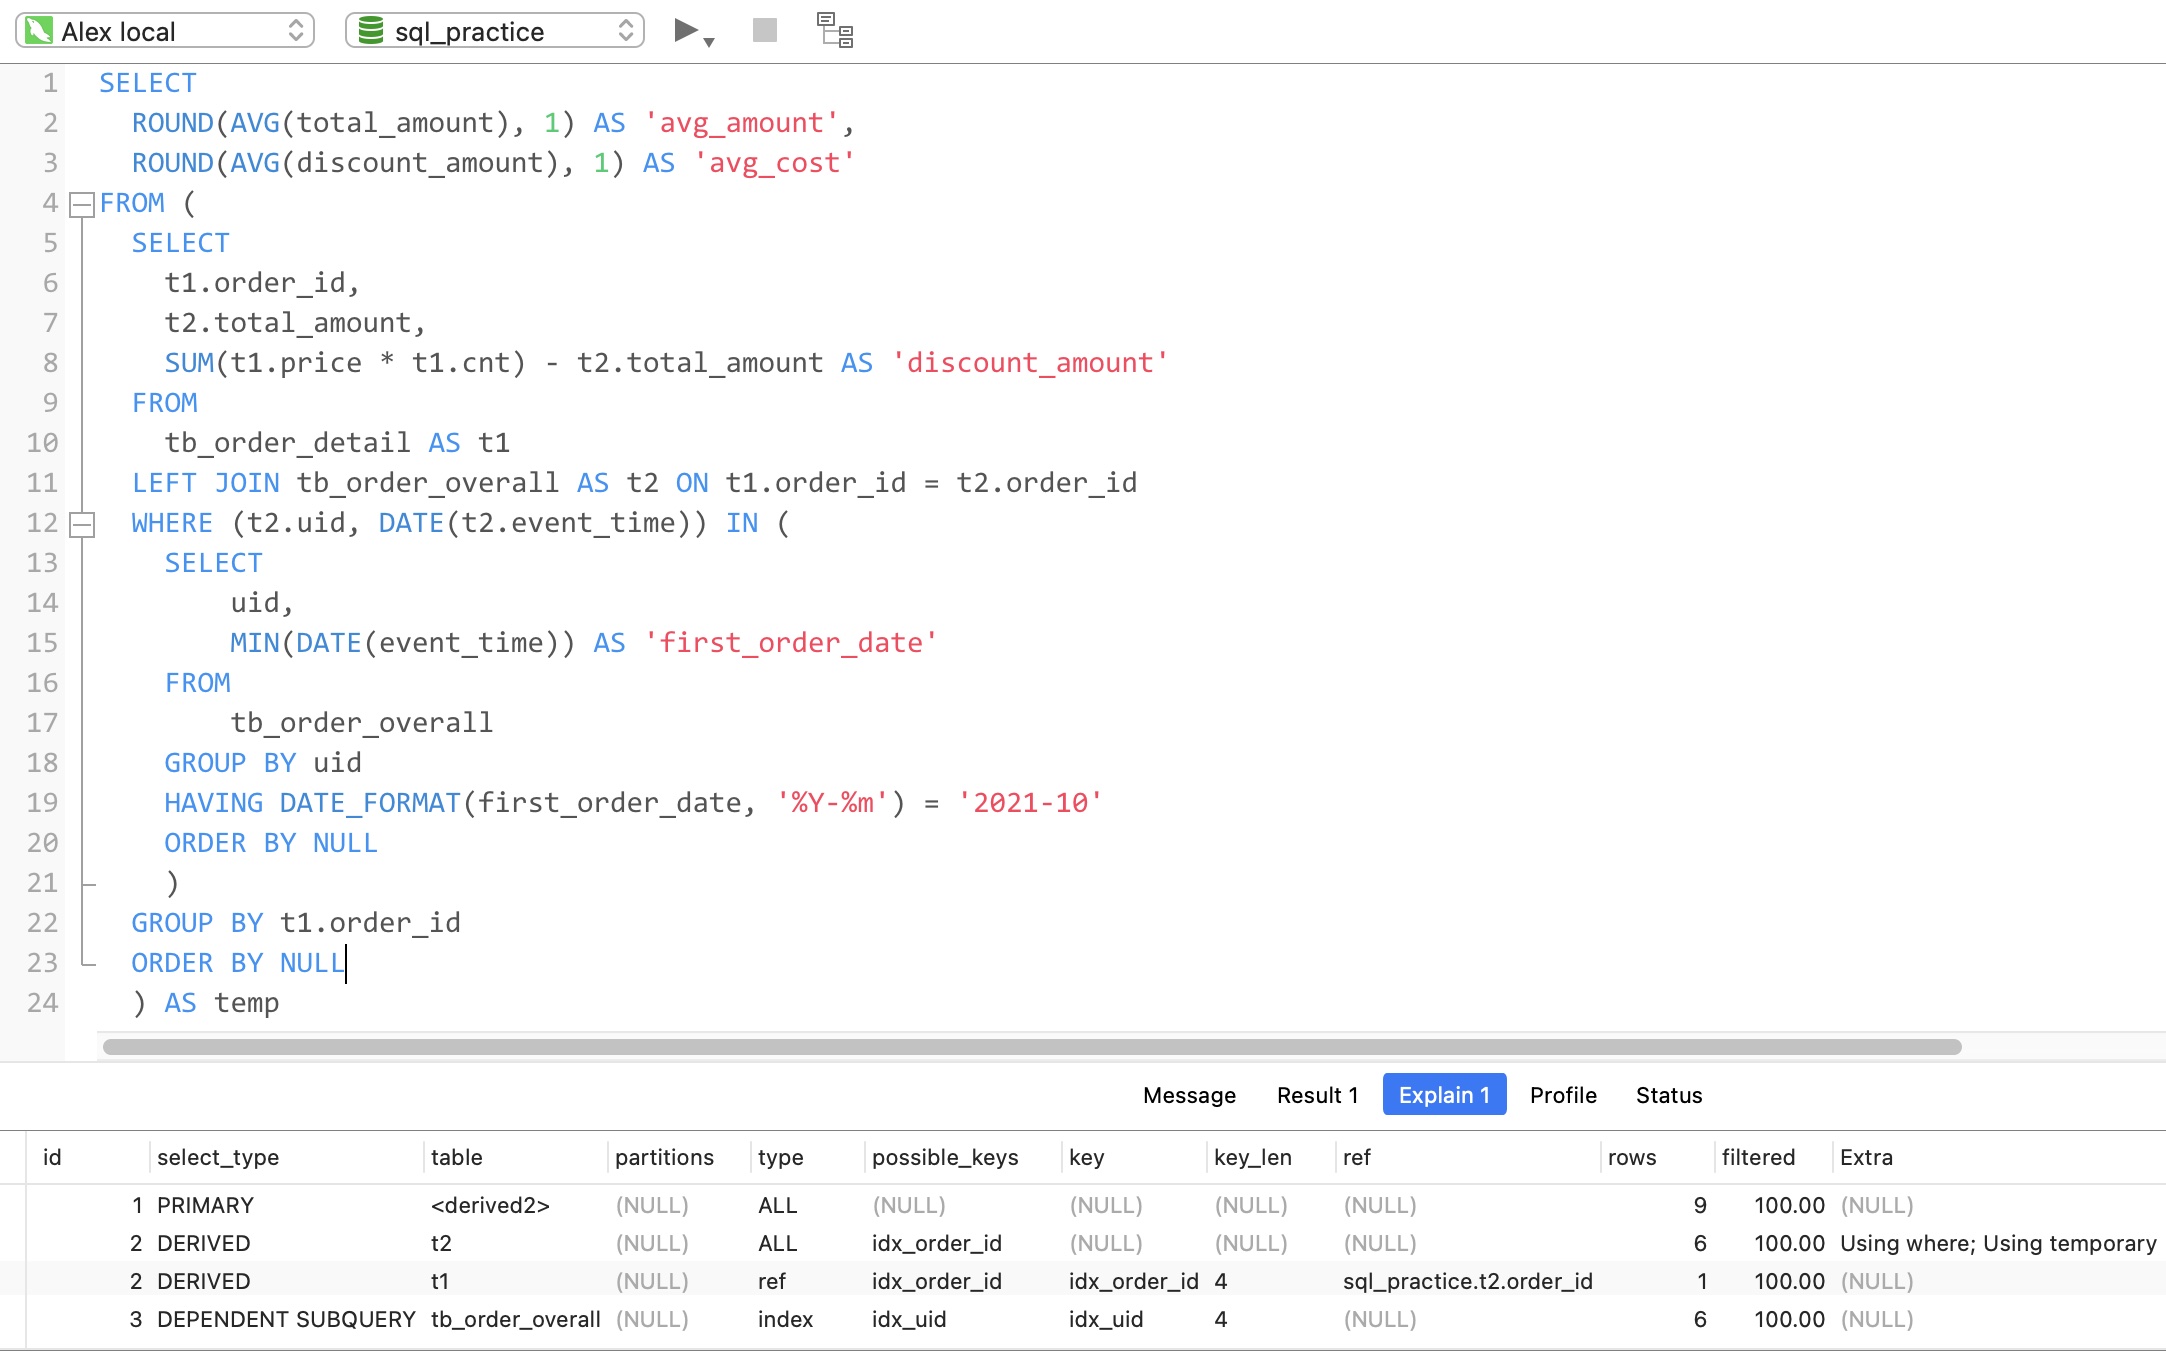 Alex local sql_practice
1 SELECT
2 ROUND(AVG(total_amount), 1) AS 'avg_amount',
3 ROUND(AVG(discount_amount), 1) AS 'avg_cost'
4 FROM (
5 SELECT
6 t1.order_id,
7 t2.total_amount,
8 SUM(t1.price * t1.cnt) - t2.total_amount AS 'discount_amount'
9 FROM
10 tb_order_detail AS t1
11 LEFT JOIN tb_order_overall AS t2 ON t1.order_id = t2.order_id
12 WHERE (t2.uid, DATE(t2.event_time)) IN (
13 SELECT
14 uid,
15 MIN(DATE(event_time)) AS 'first_order_date'
16 FROM
17 tb_order_overall
18 GROUP BY uid
19 HAVING DATE_FORMAT(first_order_date, '%Y-%m') = '2021-10'
20 ORDER BY NULL
21 )
22 GROUP BY t1.order_id
23 ORDER BY NULL
24 ) AS temp
Message Result 1 Explain 1 Profile Status
id select_type table partitions type possible_keys key key_len ref rows filtered Extra
1 PRIMARY <derived2> (NULL) ALL (NULL) (NULL) (NULL) (NULL) 9 100.00 (NULL)
2 DERIVED t2 (NULL) ALL idx_order_id (NULL) (NULL) (NULL) 6 100.00 Using where; Using temporary
2 DERIVED t1 (NULL) ref idx_order_id idx_order_id 4 sql_practice.t2.order_id 1 100.00 (NULL)
3 DEPENDENT SUBQUERY tb_order_overall (NULL) index idx_uid idx_uid 4 (NULL) 6 100.00 (NULL)